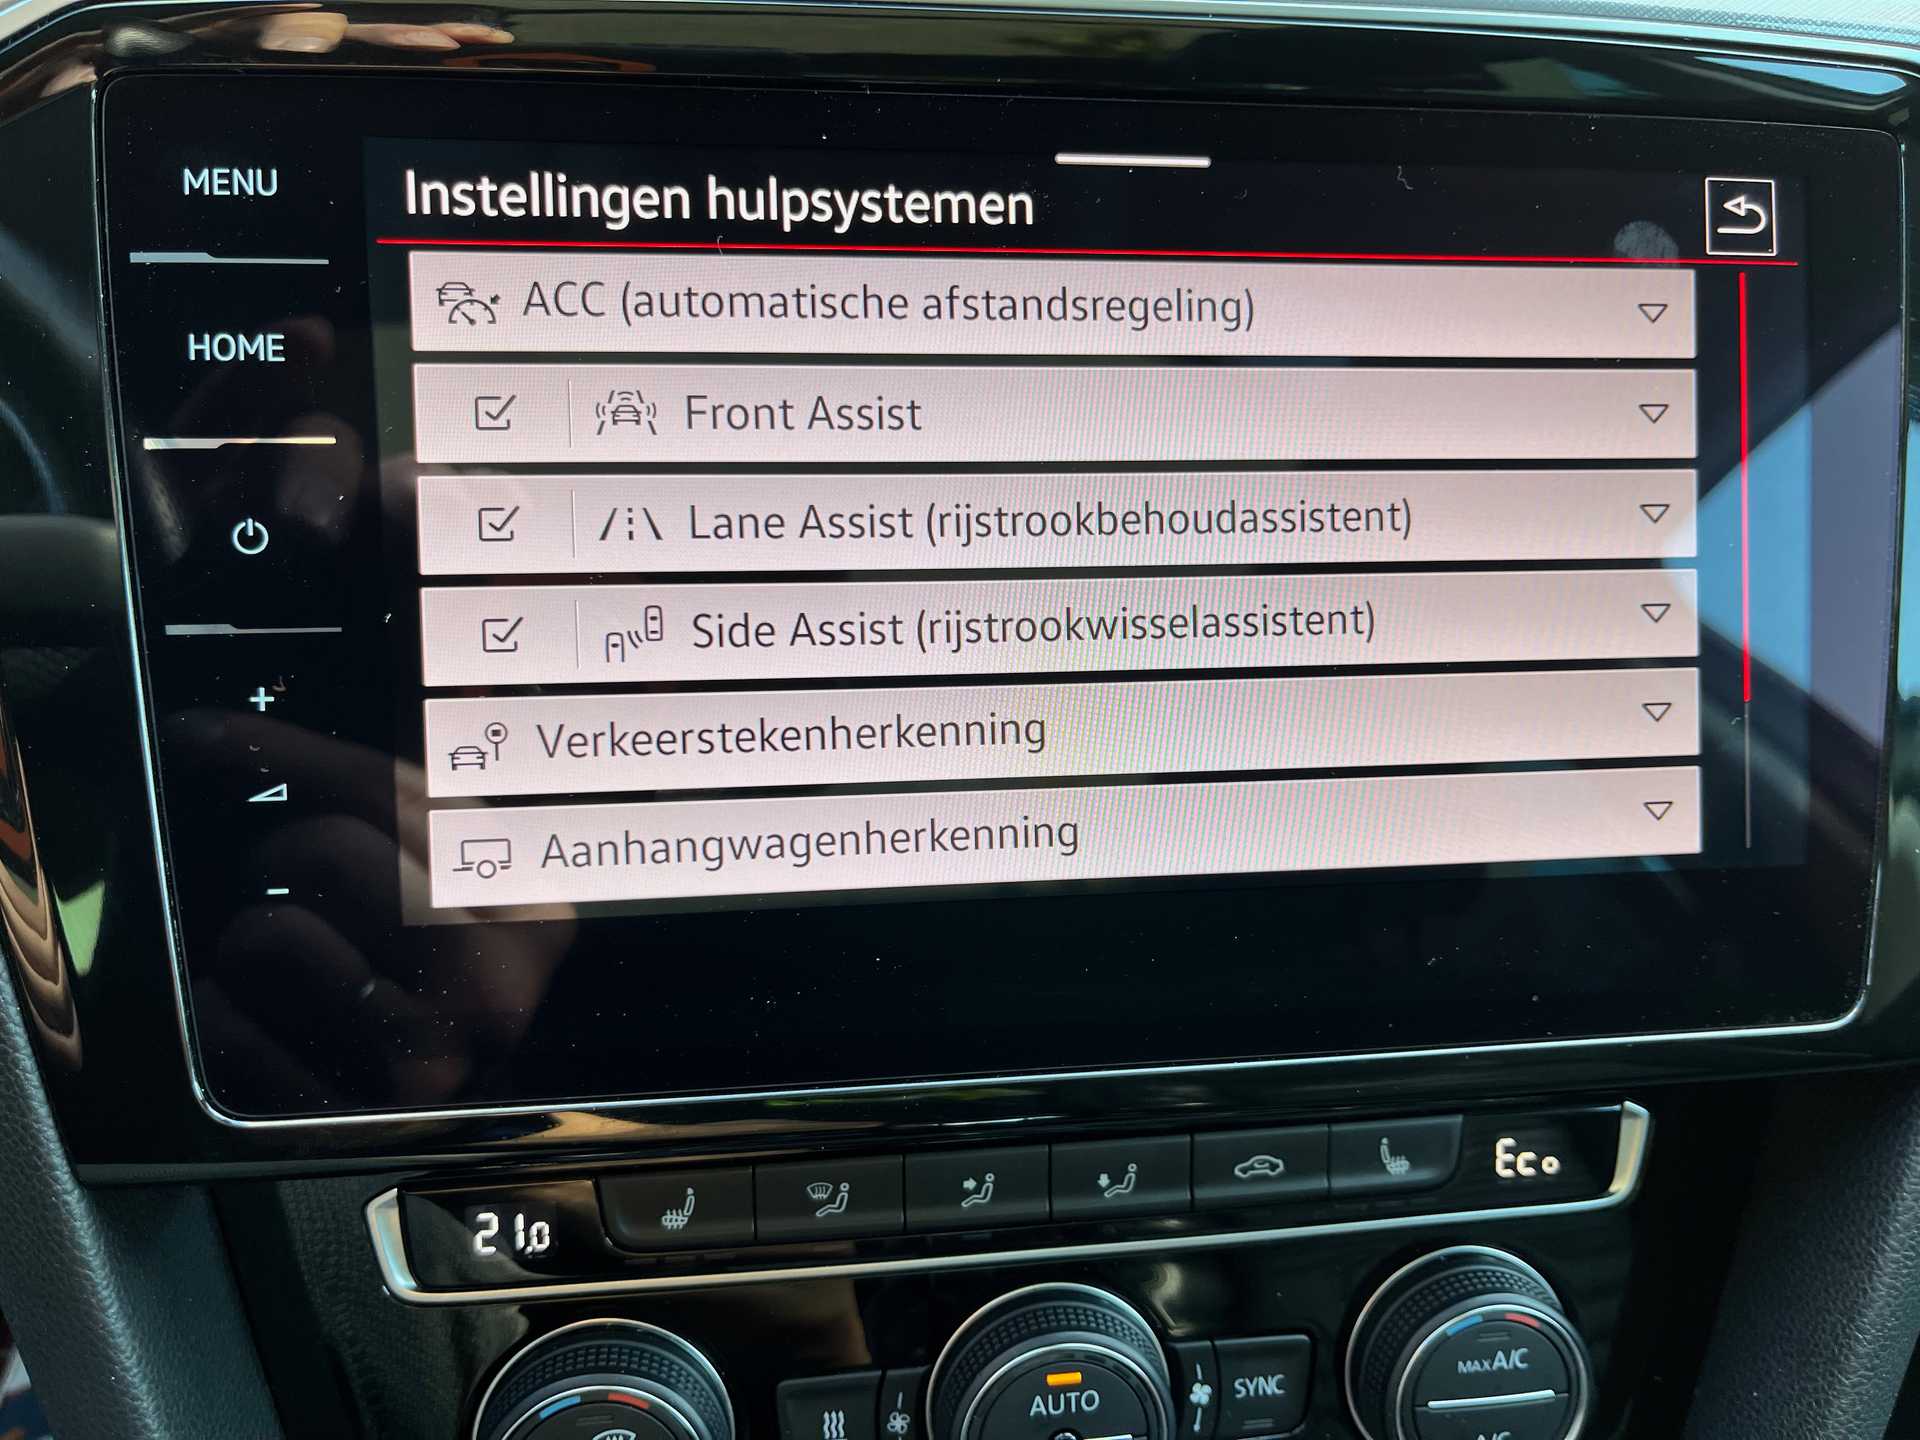 MENU
Instellingen hulpsystemen
ACC (automatische afstandsregeling)
HOME
Front Assist
Lane Assist (rijstrookbehoudassistent)
Side Assist (rijstrookwisselassistent)
+
Verkeerstekenherkenning
Aanhangwagenherkenning
-
21,0
Eco
AUTO
SYNC
MAX A/C
A/C